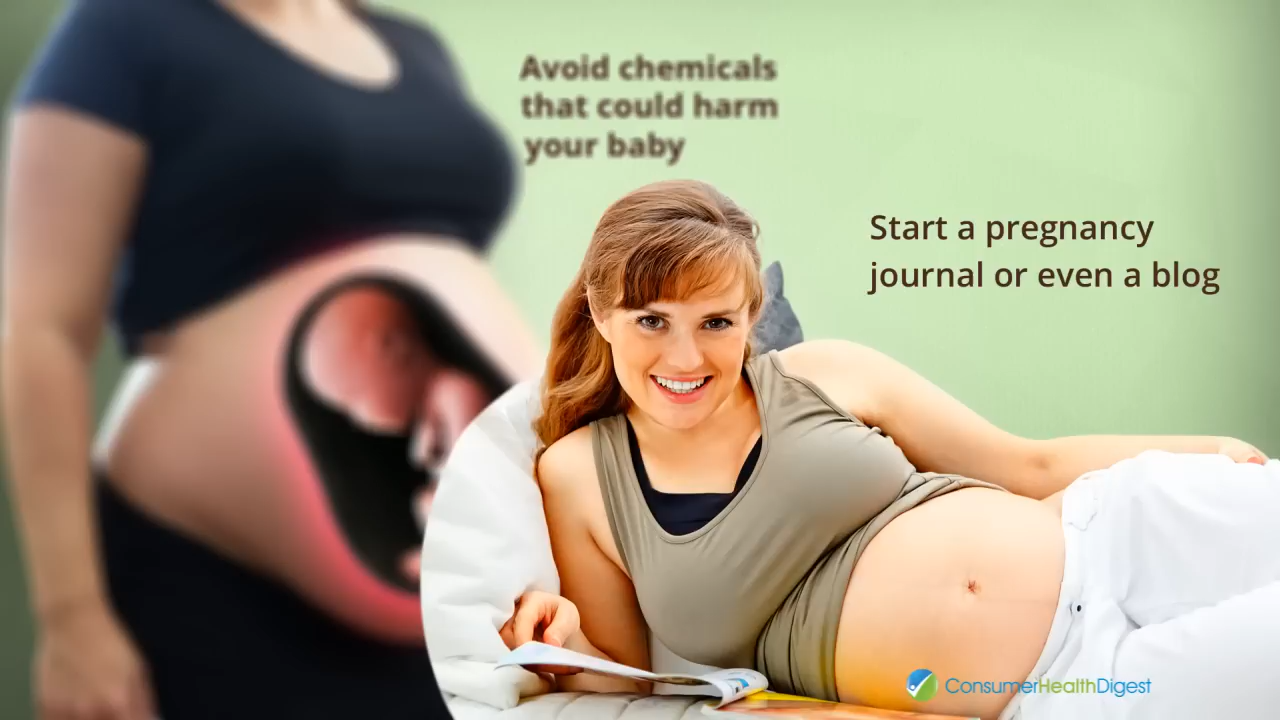 Avoid chemicals
that could harm
your baby
Start a pregnancy
journal or even a blog
ConsumerHealthDigest